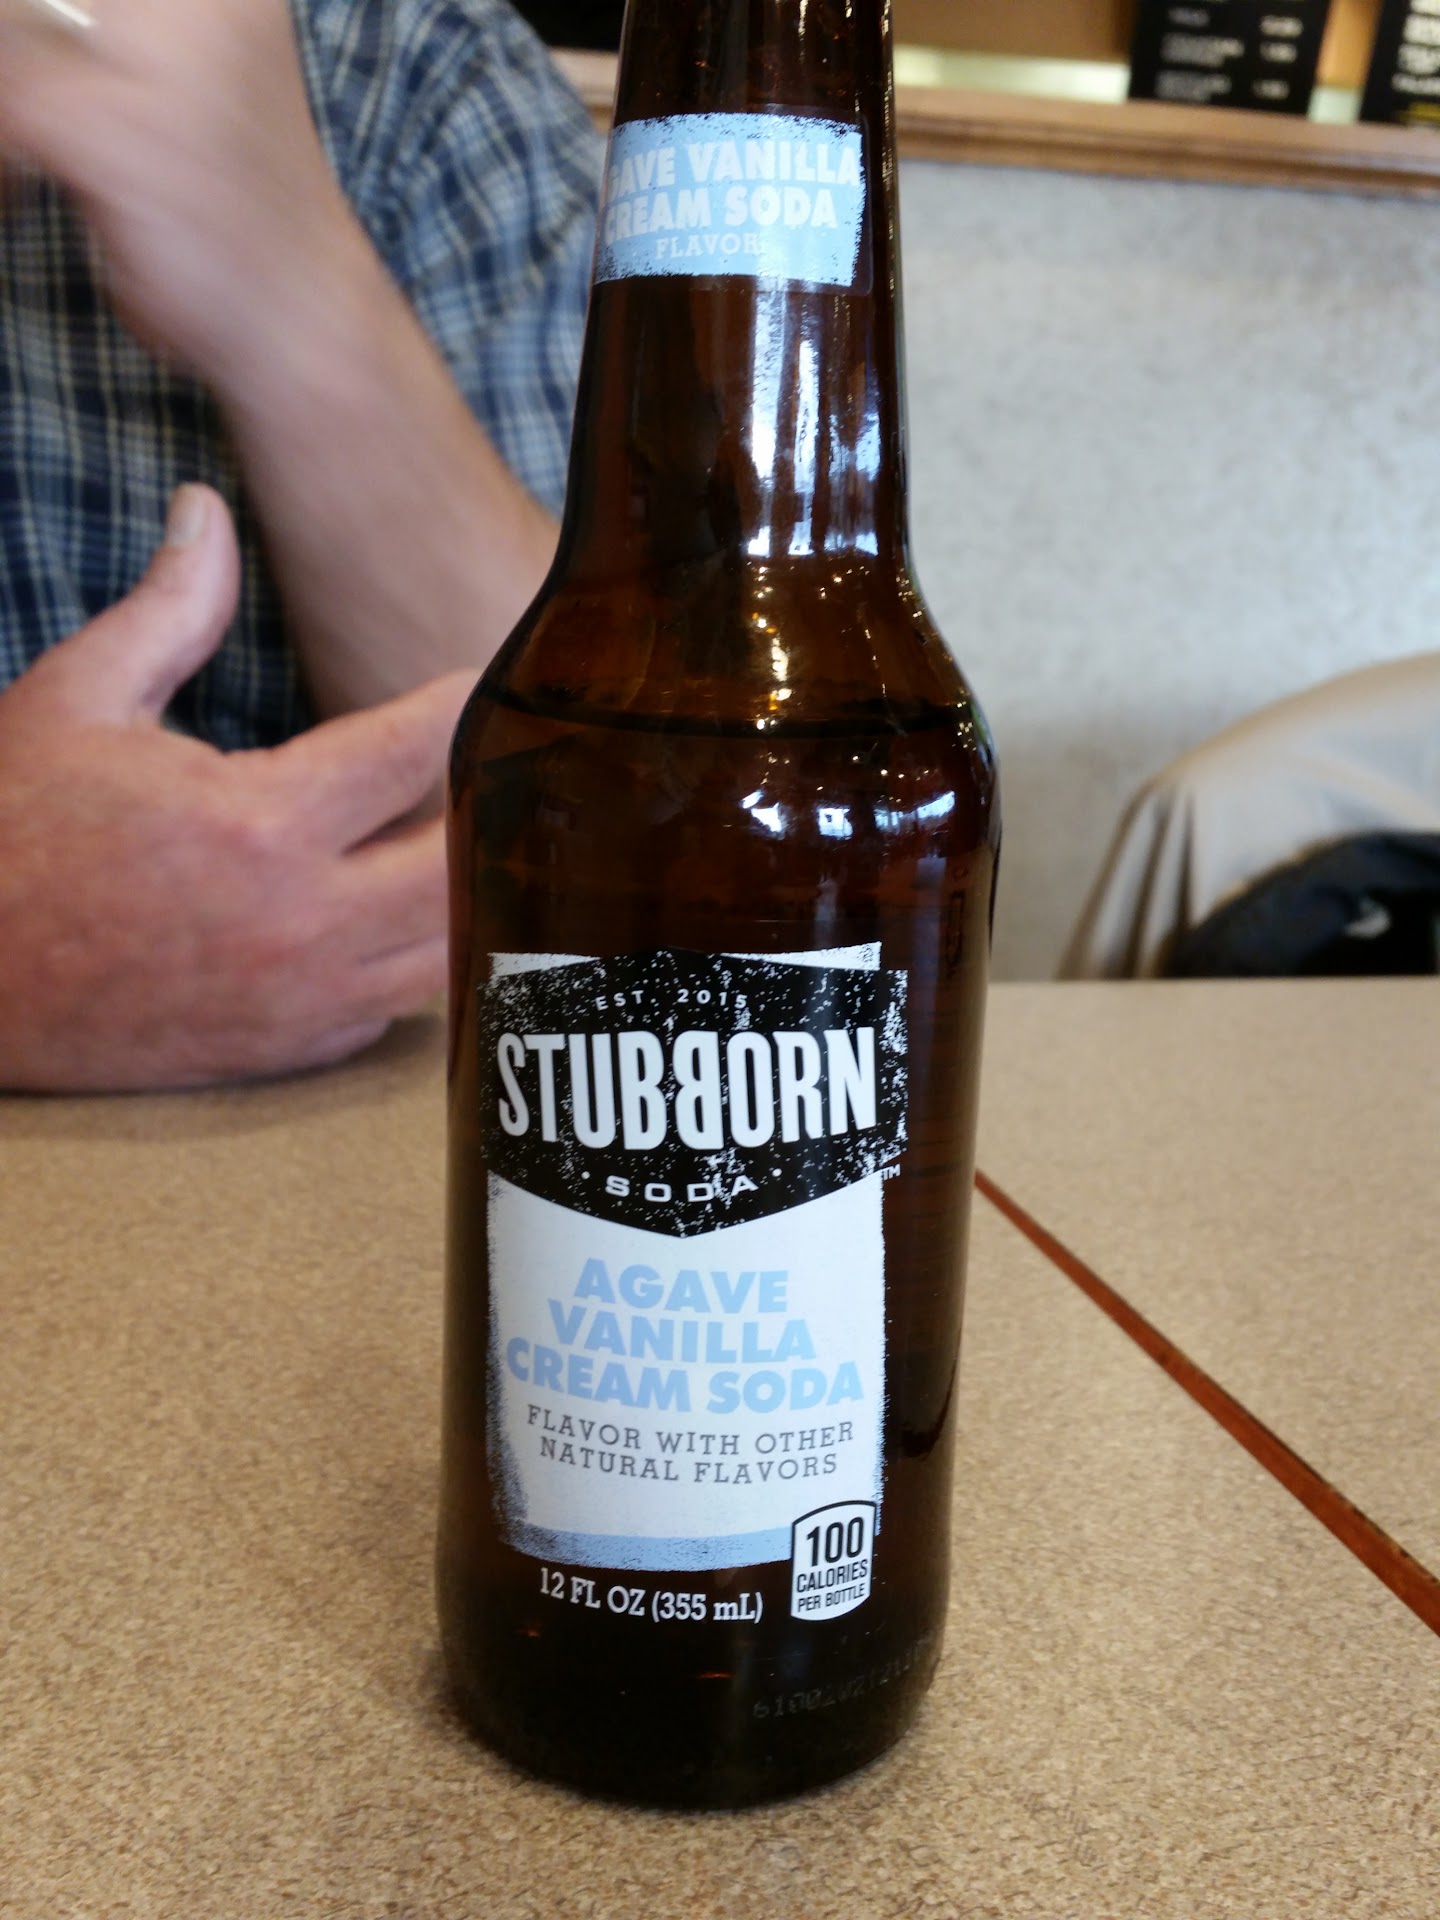 VANILLA
CREAM SODA
FLAVOR
EST. 2015
STUBBORN
• SODA •
TM
AGAVE
VANILLA
CREAM SODA
FLAVOR WITH OTHER
NATURAL FLAVORS
100
CALORIES
PER BOTTLE
12 FL OZ (355 mL)